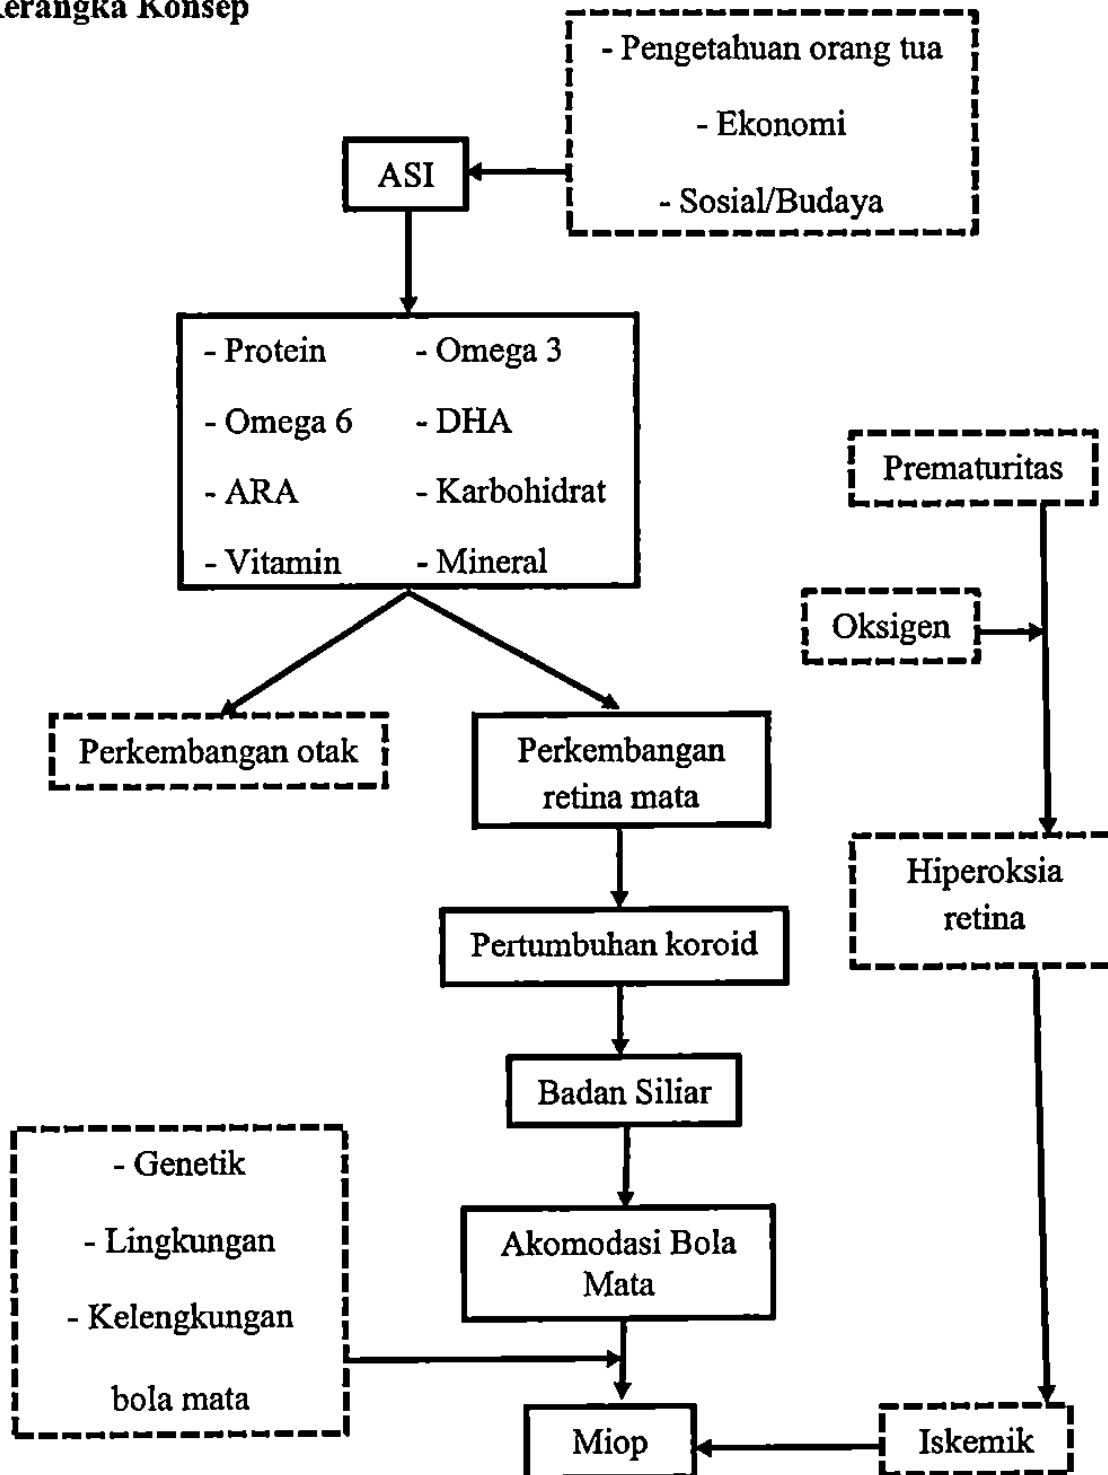 Kerangka Konsep
- Pengetahuan orang tua
- Ekonomi
- Sosial/Budaya
ASI
- Protein - Omega 3
- Omega 6 - DHA
- ARA - Karbohidrat
- Vitamin - Mineral
Prematuritas
Oksigen
Perkembangan otak
Perkembangan
retina mata
Hiperoksia
retina
Pertumbuhan koroid
Badan Siliar
- Genetik
- Lingkungan
- Kelengkungan
bola mata
Akomodasi Bola
Mata
Miop
Iskemik